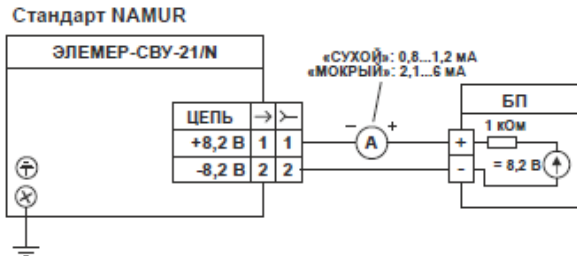 Стандарт NAMUR
ЭЛЕМЕР-СВУ-21/N
«СУХОЙ»: 0,8...1,2 мА
«МОКРЫЙ»: 2,1...6 мА
ЦЕПЬ
+8,2 В 1 1
-8,2 В 2 2
− +
А
БП
1 кОм
+
= 8,2 В
-